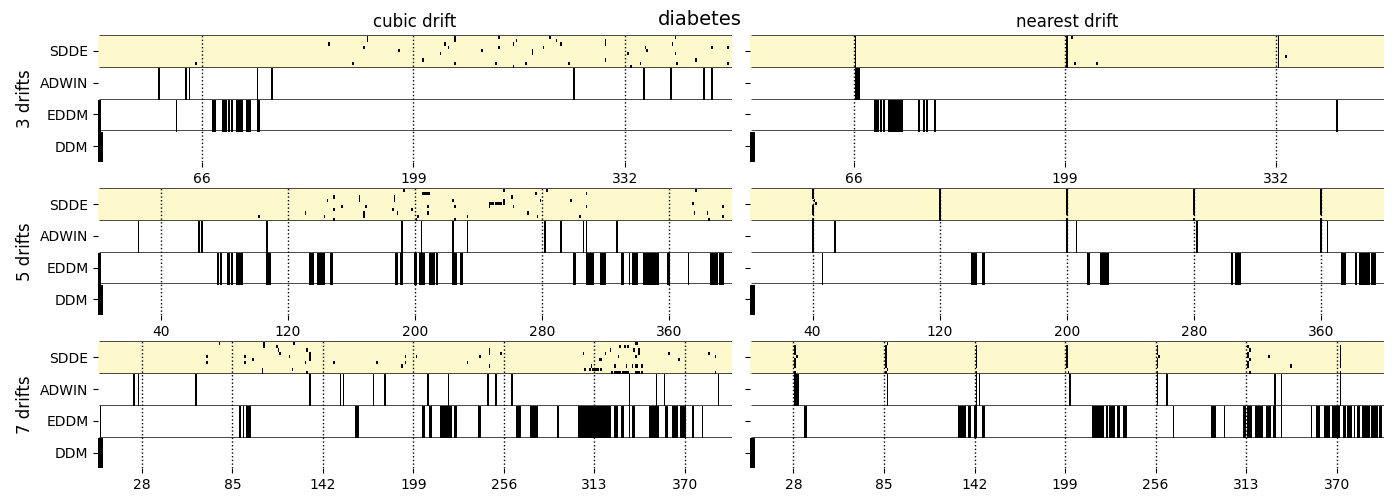 diabetes
cubic drift nearest drift
3 drifts
SDDE
ADWIN
EDDM
DDM
66 199 332 66 199 332
5 drifts
SDDE
ADWIN
EDDM
DDM
40 120 200 280 360 40 120 200 280 360
7 drifts
SDDE
ADWIN
EDDM
DDM
28 85 142 199 256 313 370 28 85 142 199 256 313 370